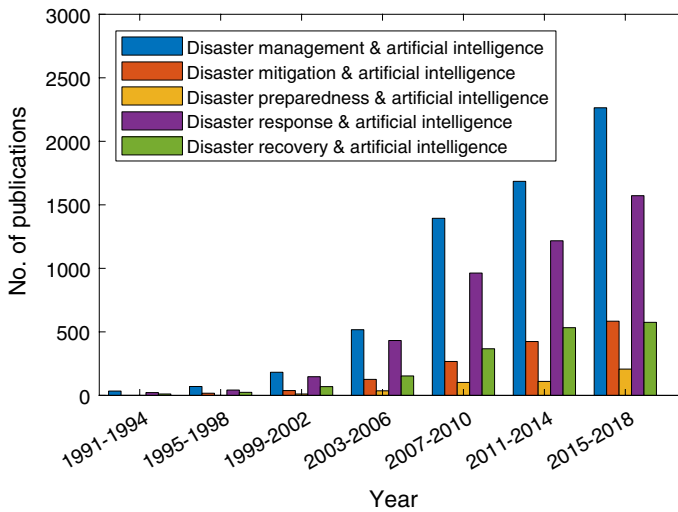 3000
2500
2000
1500
1000
500
0
No. of publications
Disaster management & artificial intelligence
Disaster mitigation & artificial intelligence
Disaster preparedness & artificial intelligence
Disaster response & artificial intelligence
Disaster recovery & artificial intelligence
1991-1994
1995-1998
1999-2002
2003-2006
2007-2010
2011-2014
2015-2018
Year